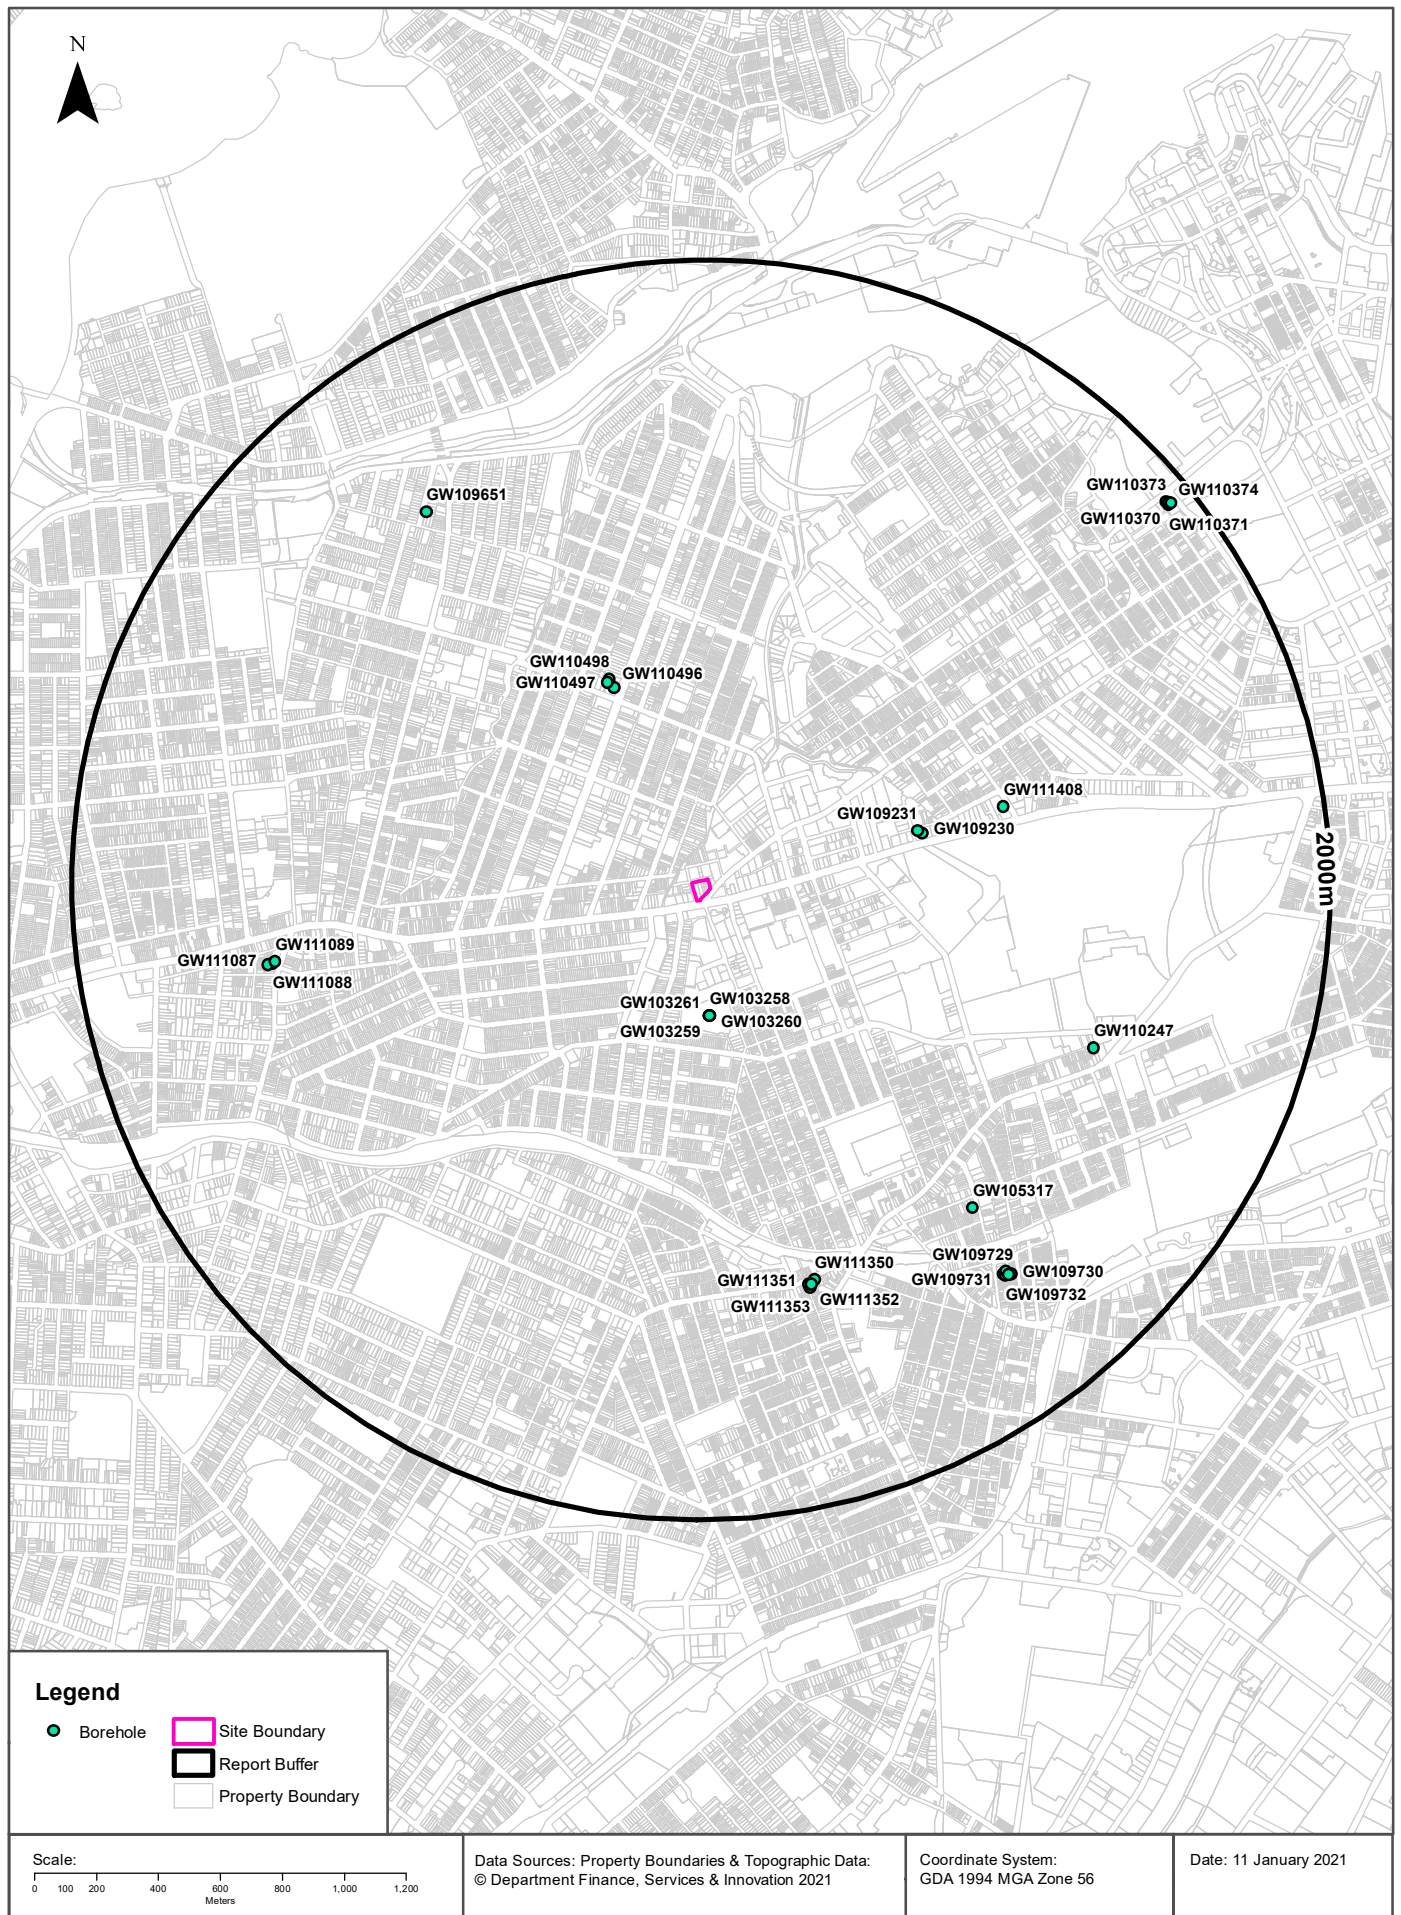 N
GW109651
GW110373
GW110374
GW110370
GW110371
GW110498
GW110496
GW110497
GW111408
GW109231
GW109230
2000m
GW111089
GW111087
GW111088
GW103261
GW103258
GW103259
GW103260
GW110247
GW105317
GW109729
GW111350
GW111351
GW109731
GW109730
GW111353
GW111352
GW109732
Legend
Borehole
Site Boundary
Report Buffer
Property Boundary
Scale:
0 100 200 400 600 800 1,000 1,200
Meters
Data Sources: Property Boundaries & Topographic Data:
© Department Finance, Services & Innovation 2021
Coordinate System:
GDA 1994 MGA Zone 56
Date: 11 January 2021